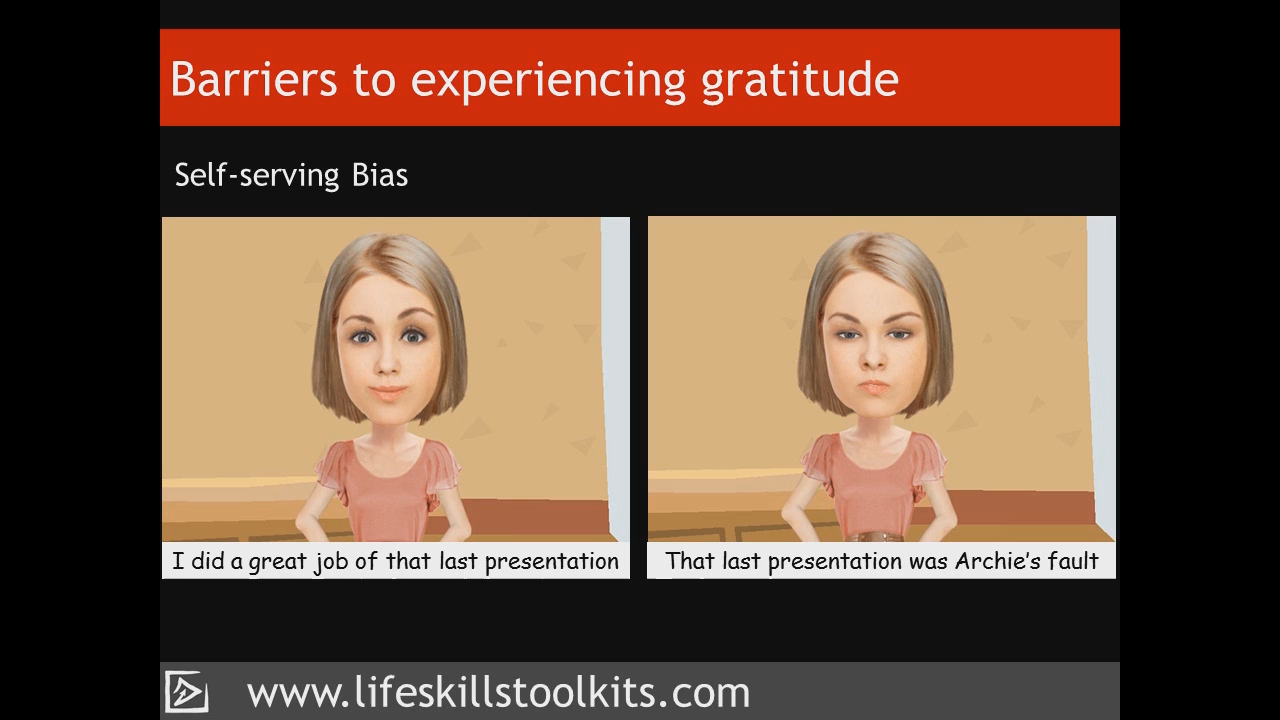 Barriers to experiencing gratitude
Self-serving Bias
I did a great job of that last presentation
That last presentation was Archie's fault
www.lifeskillstoolkits.com